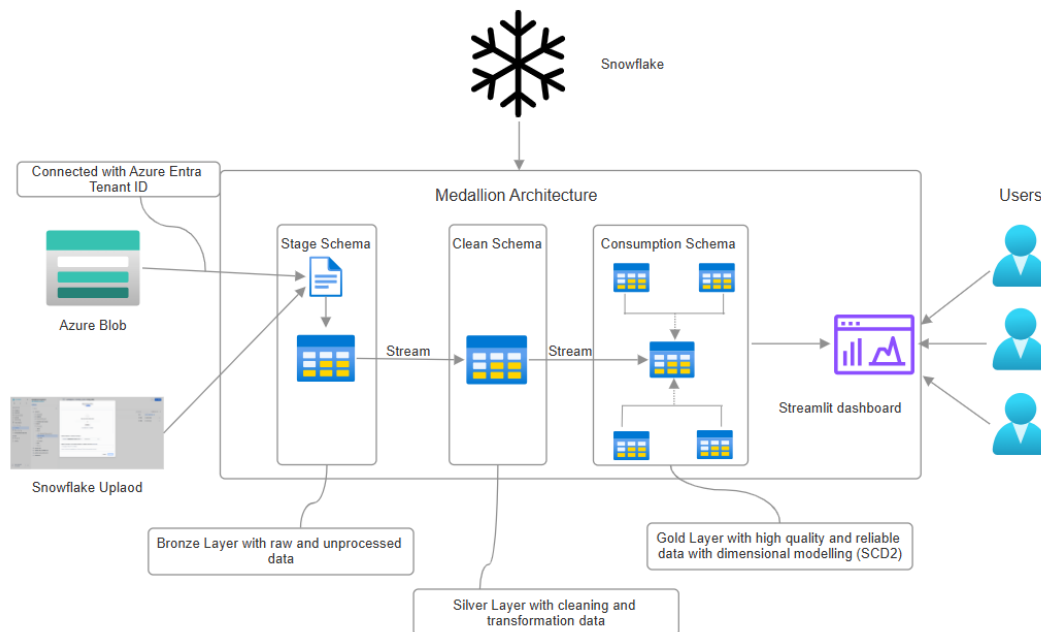 Snowflake
Connected with Azure Entra
Tenant ID
Medallion Architecture
Users
Stage Schema
Clean Schema
Consumption Schema
Azure Blob
Stream
Stream
Streamlit dashboard
Snowflake Uplaod
Bronze Layer with raw and unprocessed
data
Gold Layer with high quality and reliable
data with dimensional modelling (SCD2)
Silver Layer with cleaning and
transformation data